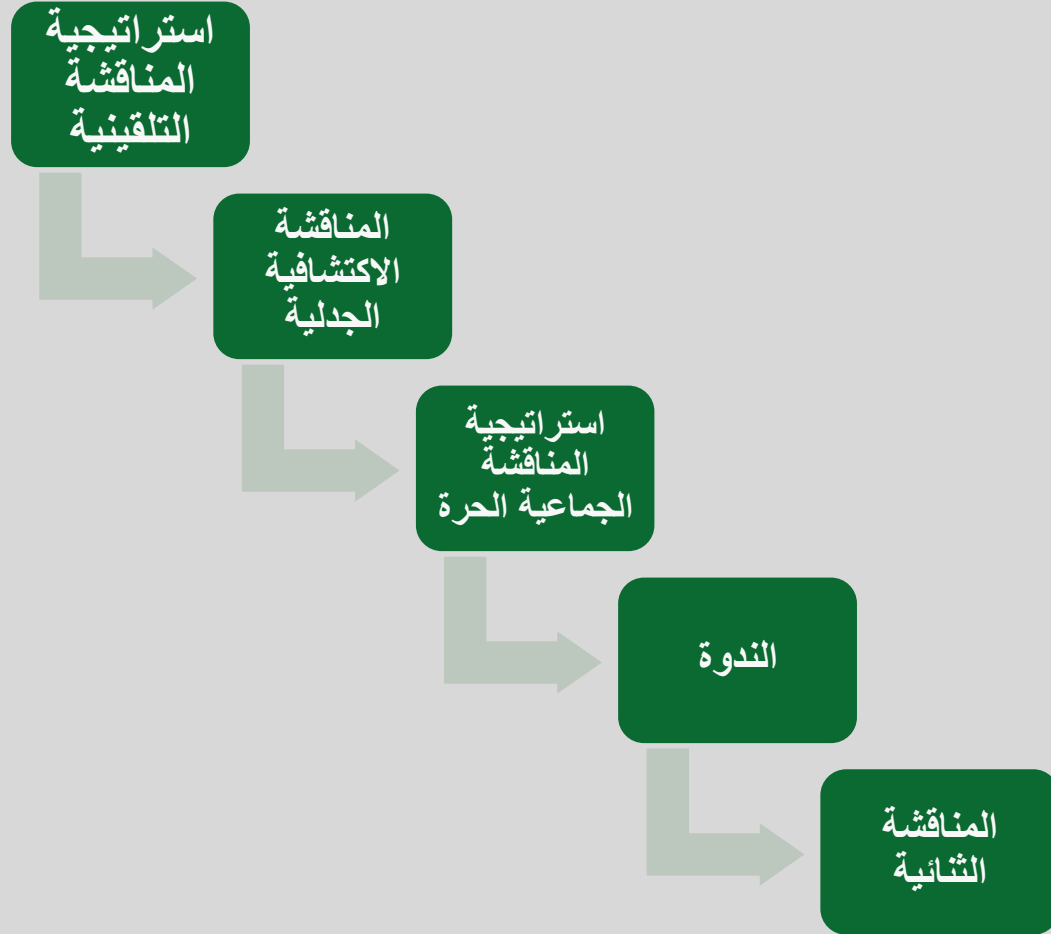 استراتيجية
المناقشة
التلقينية
المناقشة
الاكتشافية
الجدلية
استراتيجية
المناقشة
الجماعية الحرة
الندوة
المناقشة
الثنائية